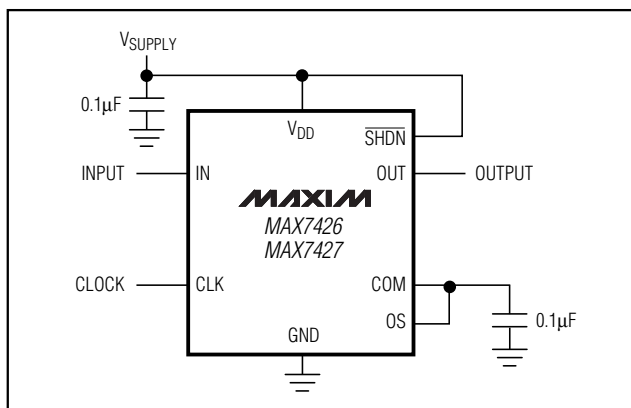 VSUPPLY
0.1µF
VDD
SHDN
INPUT
IN
OUT
OUTPUT
MAXIM
MAX7426
MAX7427
CLOCK
CLK
COM
OS
0.1µF
GND